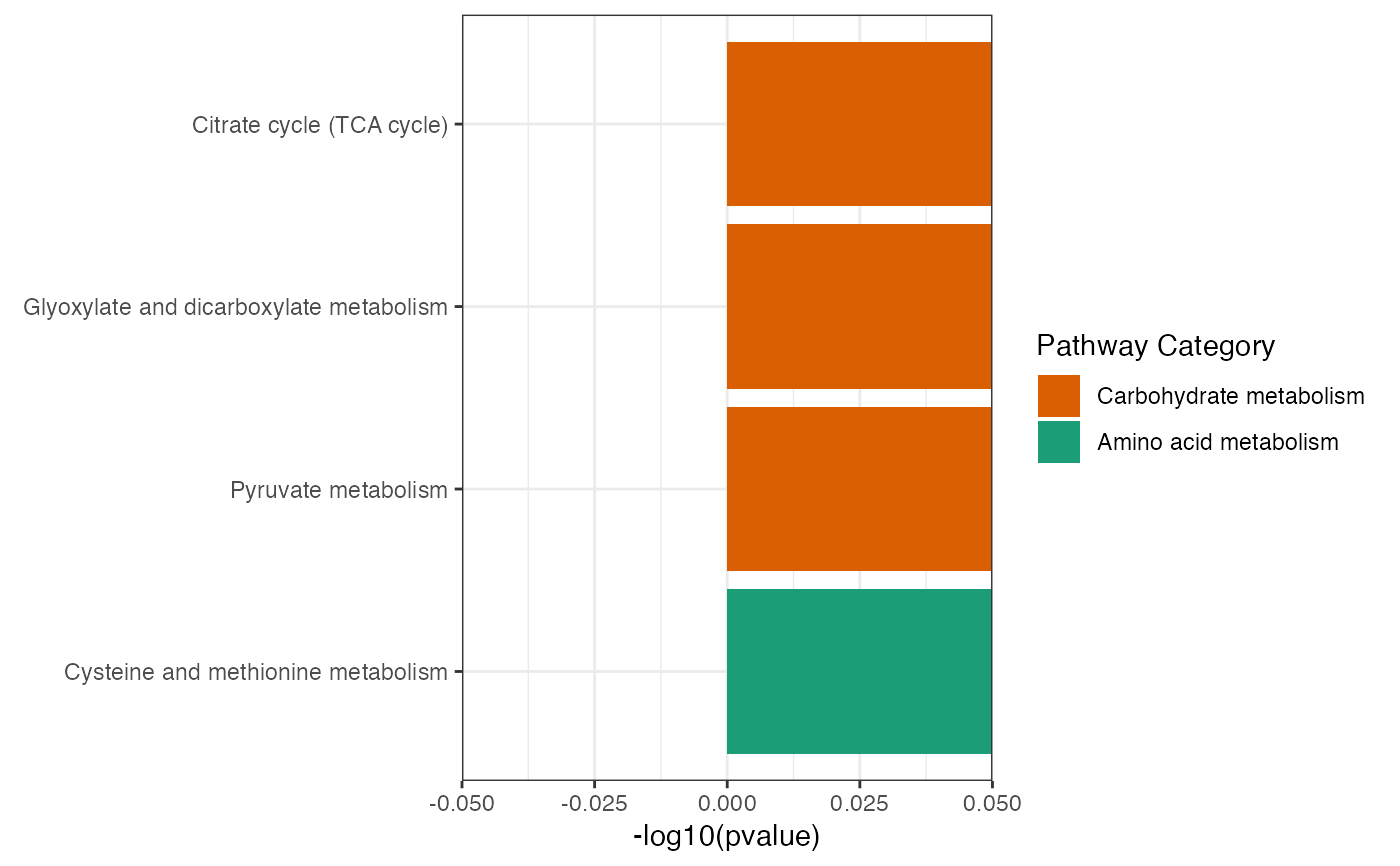 Citrate cycle (TCA cycle)
Glyoxylate and dicarboxylate metabolism
Pyruvate metabolism
Cysteine and methionine metabolism
-0.050 -0.025 0.000 0.025 0.050
-log10(pvalue)
Pathway Category
Carbohydrate metabolism
Amino acid metabolism